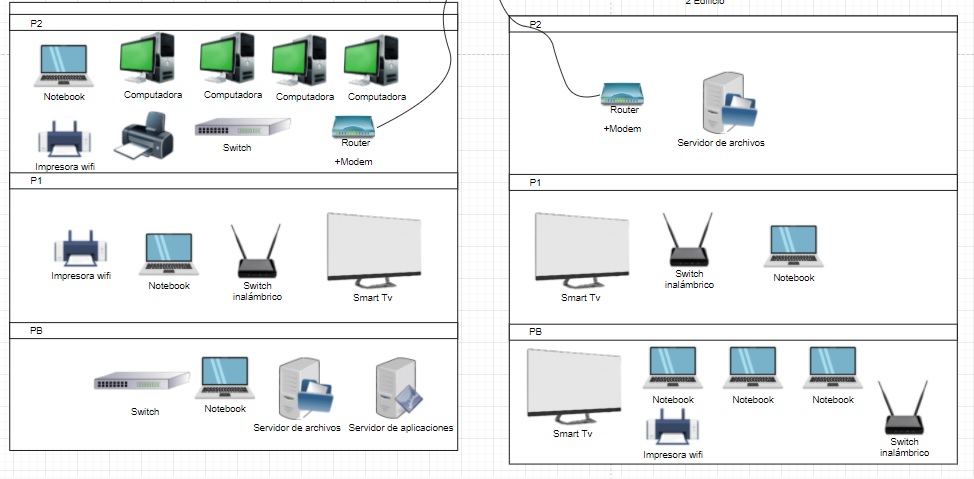 2 Edificio
P2
Notebook
Computadora
Computadora
Computadora
Computadora
Impresora wifi
Switch
Router
+Modem
P1
Impresora wifi
Notebook
Switch
inalámbrico
Smart Tv
PB
Switch
Notebook
Servidor de archivos
Servidor de aplicaciones
P2
Router
+Modem
Servidor de archivos
P1
Smart Tv
Switch
inalámbrico
Notebook
PB
Smart Tv
Notebook
Notebook
Notebook
Impresora wifi
Switch
inalámbrico